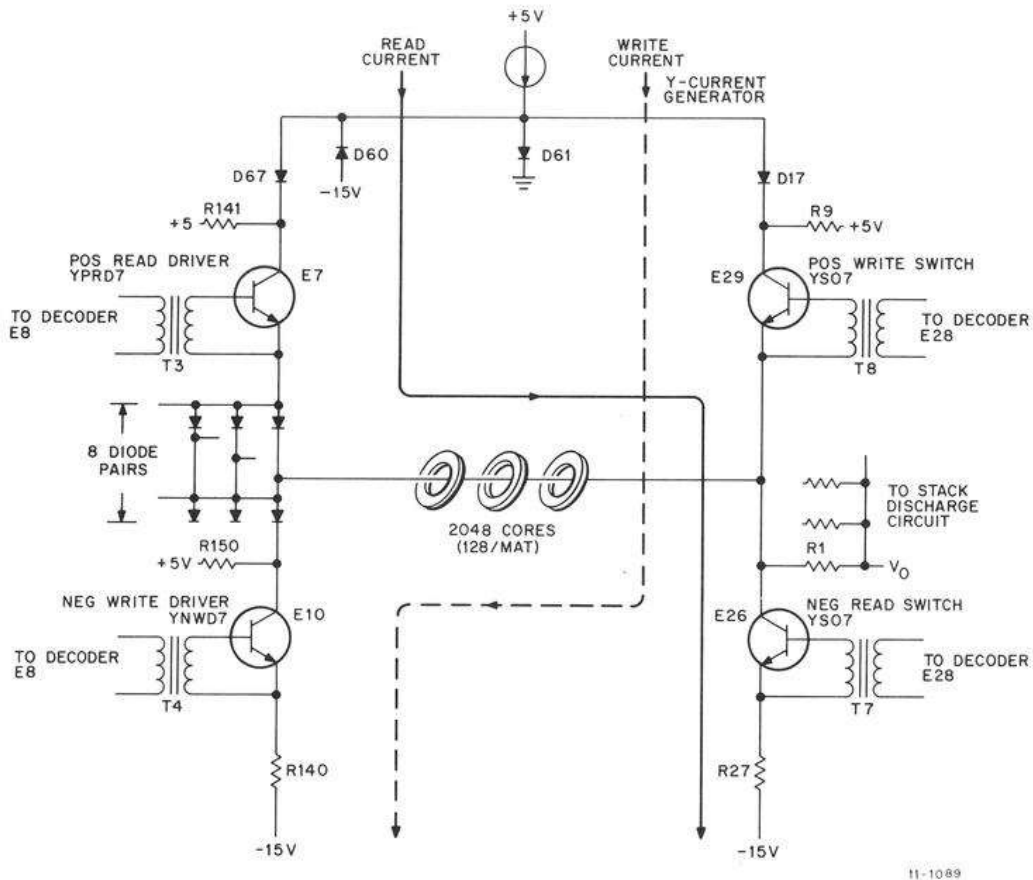 +5V
READ
CURRENT
WRITE
CURRENT
Y-CURRENT
GENERATOR
D60
D61
-15V
D67
D17
R141
+5
R9
+5V
POS READ DRIVER
YPRD7
E7
E29
POS WRITE SWITCH
YS07
TO DECODER
E8
T3
T8
TO DECODER
E28
8 DIODE
PAIRS
2048 CORES
(128/MAT)
TO STACK
DISCHARGE
CIRCUIT
R150
+5V
R1
V0
NEG WRITE DRIVER
YNWD7
E10
E26
NEG READ SWITCH
YS07
TO DECODER
E8
T4
T7
TO DECODER
E28
R140
R27
-15V
-15V
11-1089